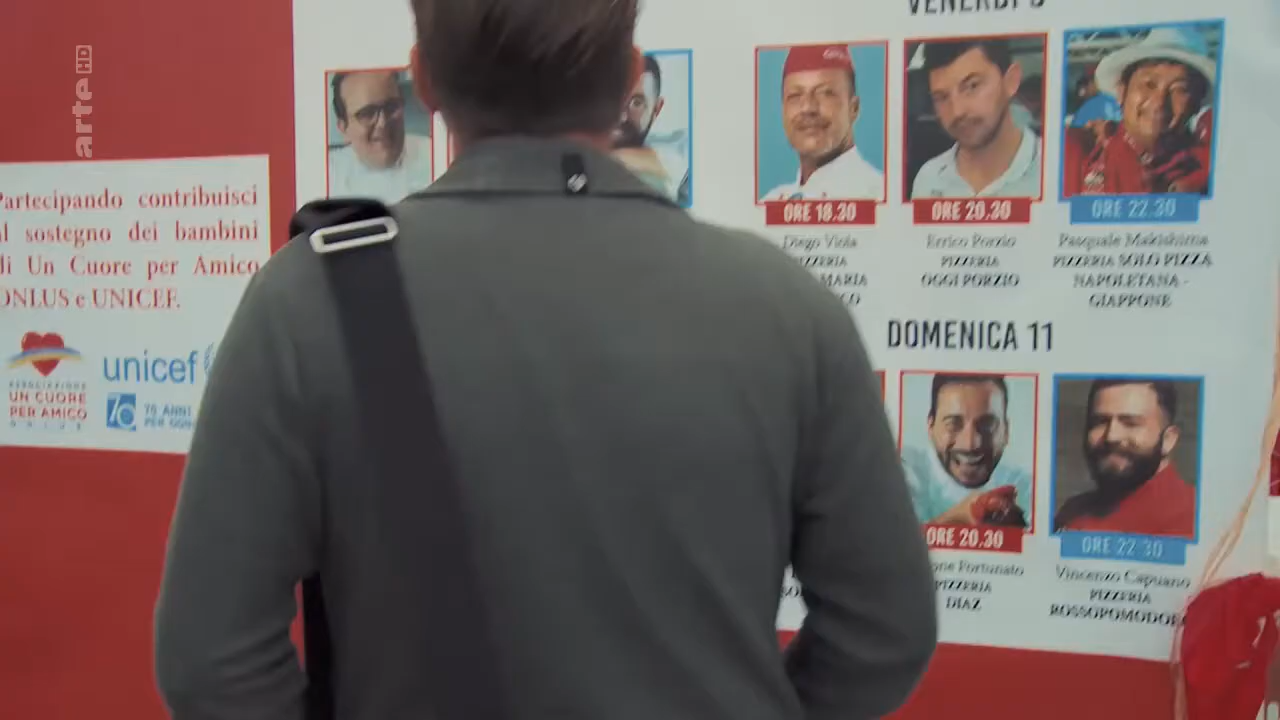 arte HD
VENERDI
Partecipando contribuisci
al sostegno dei bambini
di Un Cuore per Amico
ONLUS e UNICEF.
ASSOCIAZIONE
UN CUORE
PER AMICO
ONLUS
unicef
70 ANNI
PER OGNI
ORE 18.30
Diego Viola
PIZZERIA
MARIA
CO
ORE 20.30
Errico Porzio
PIZZERIA
OGGI PORZIO
ORE 22.30
Pasquale Makishima
PIZZERIA SOLO PIZZA
NAPOLETANA -
GIAPPONE
DOMENICA 11
ORE 20.30
one Fortunato
PIZZERIA
DIAZ
ORE 22.30
Vincenzo Capuano
PIZZERIA
ROSSOPOMODORO